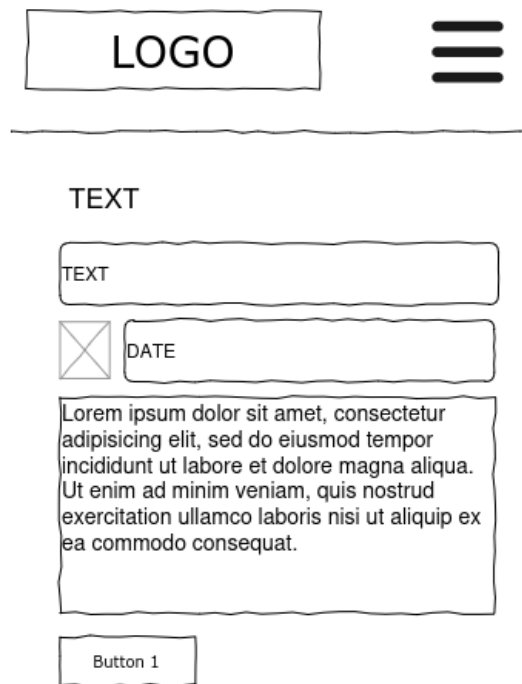 LOGO
TEXT
TEXT
DATE
Lorem ipsum dolor sit amet, consectetur
adipisicing elit, sed do eiusmod tempor
incididunt ut labore et dolore magna aliqua.
Ut enim ad minim veniam, quis nostrud
exercitation ullamco laboris nisi ut aliquip ex
ea commodo consequat.
Button 1